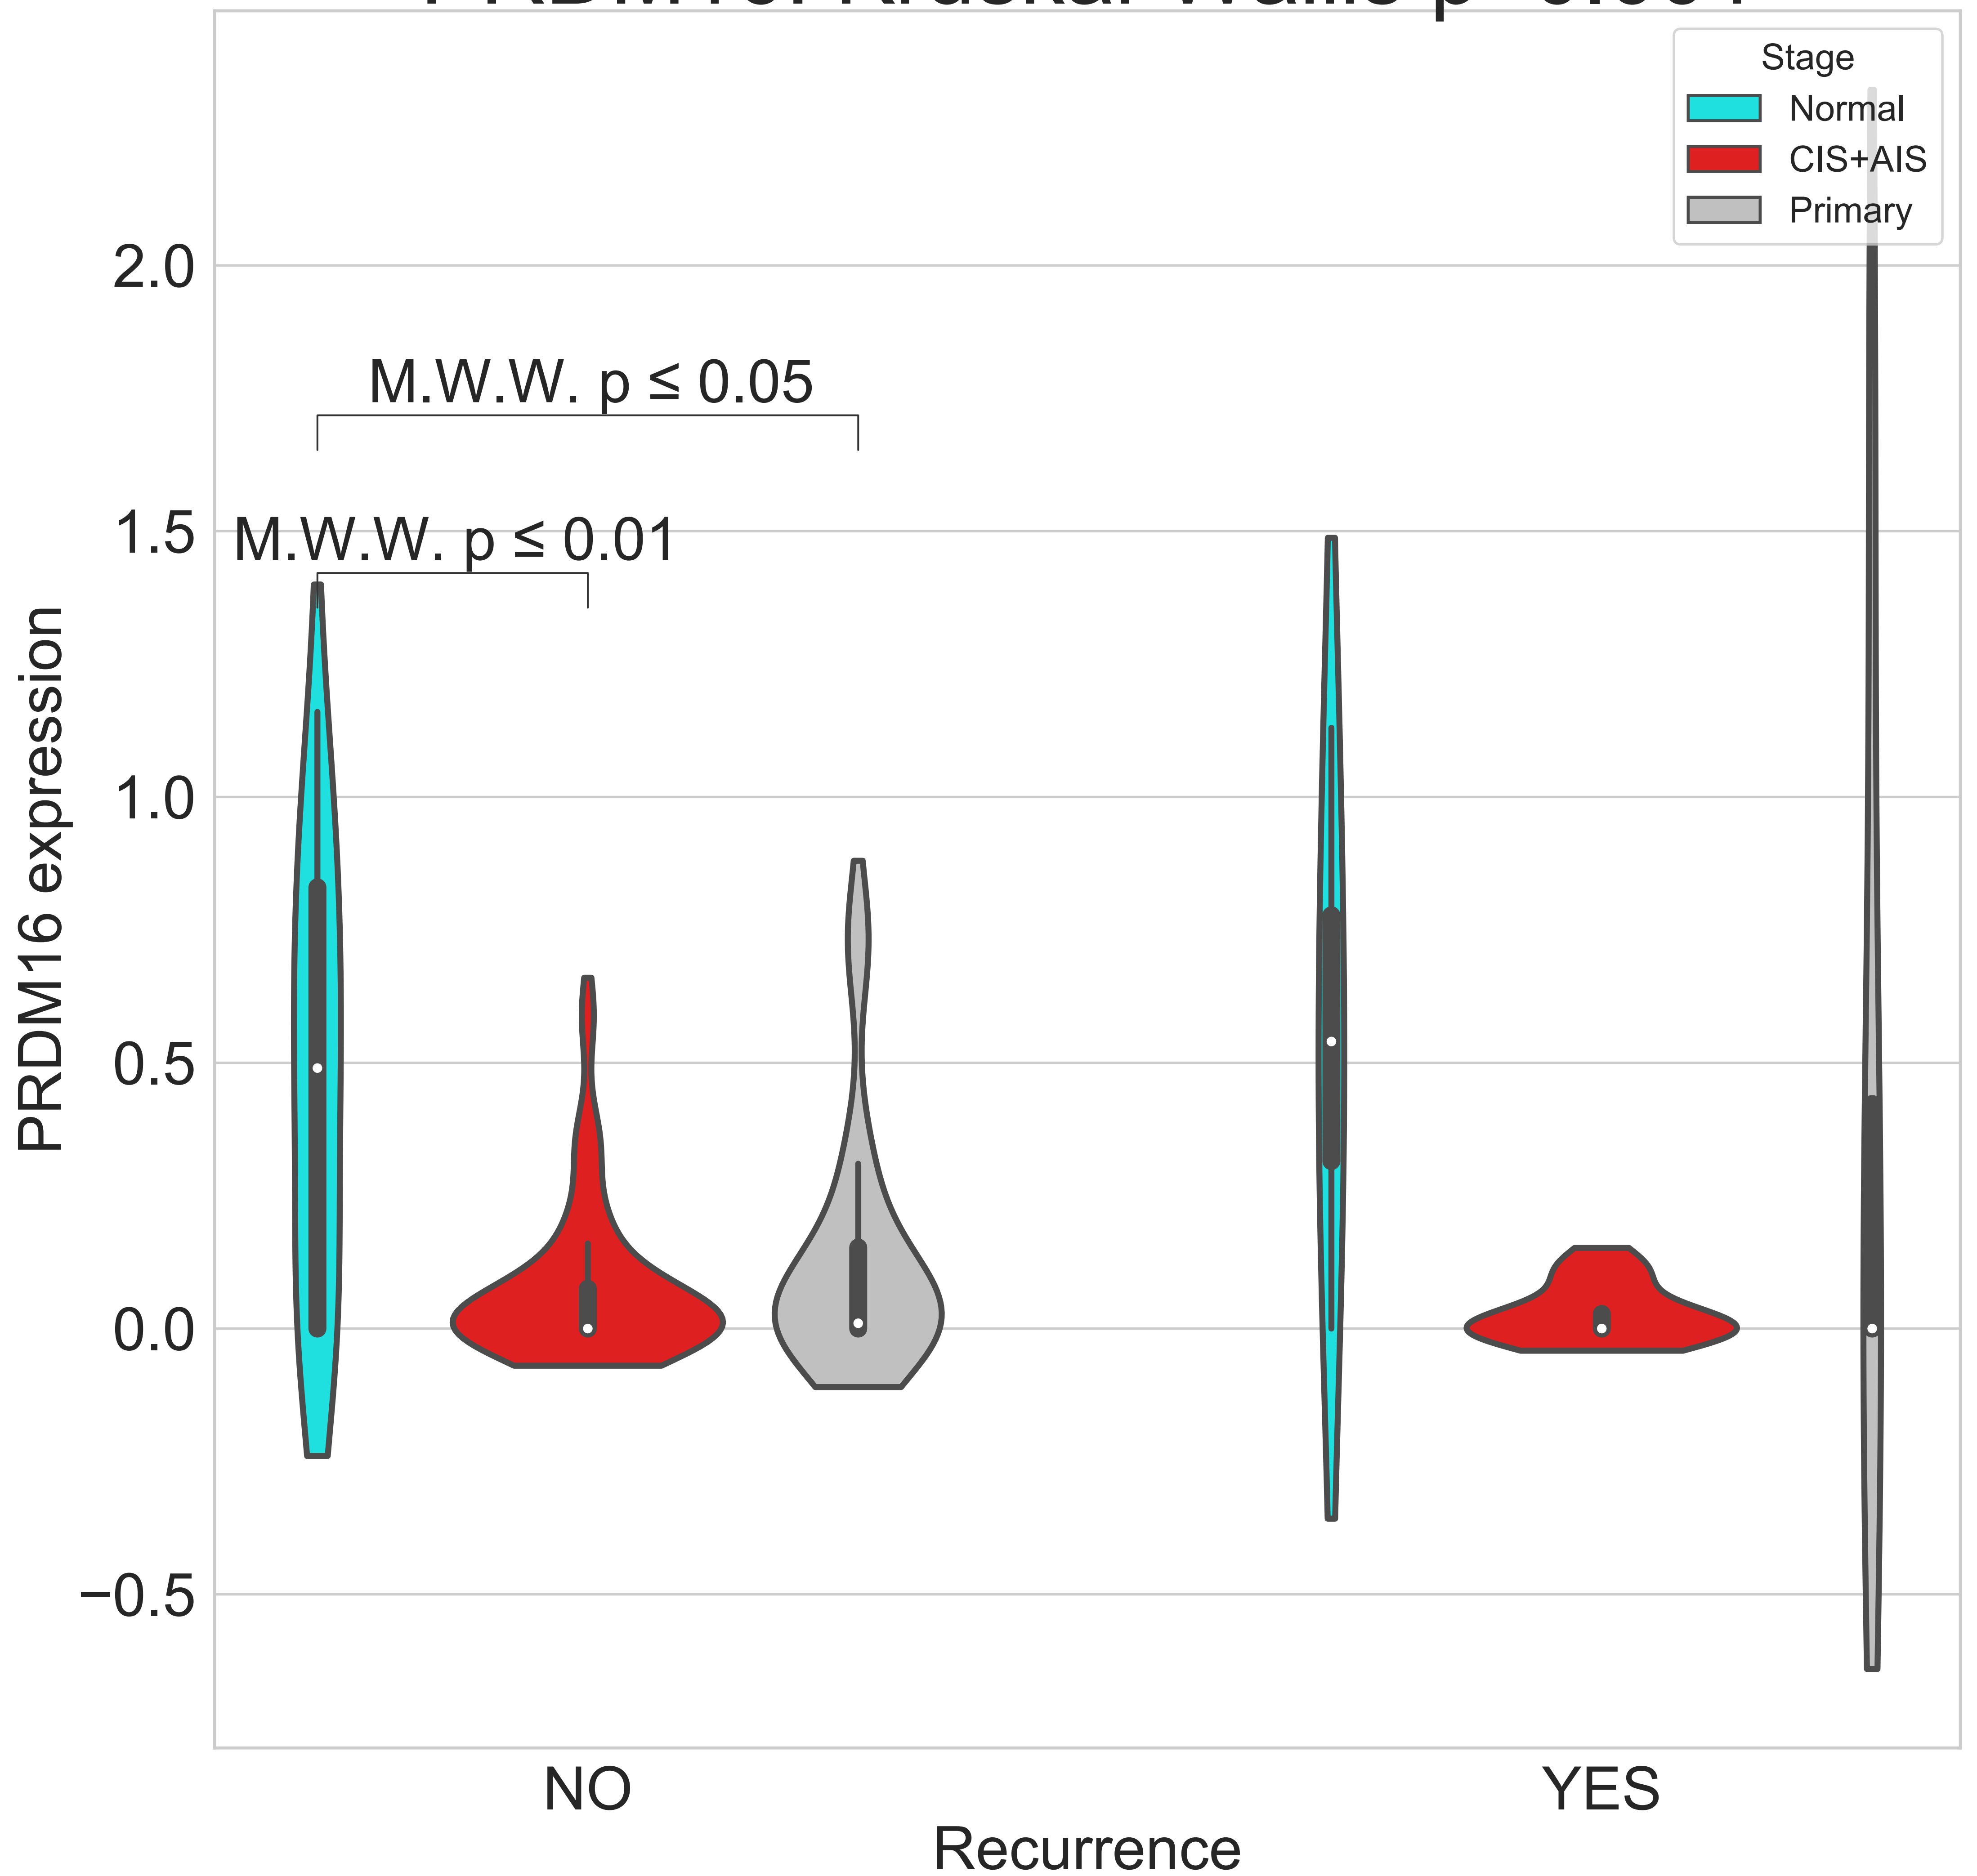 Stage
Normal
CIS+AIS
Primary
2.0
M.W.W. p ≤ 0.05
1.5
M.W.W. p ≤ 0.01
1.0
0.5
0.0
−0.5
PRDM16 expression
NO
YES
Recurrence